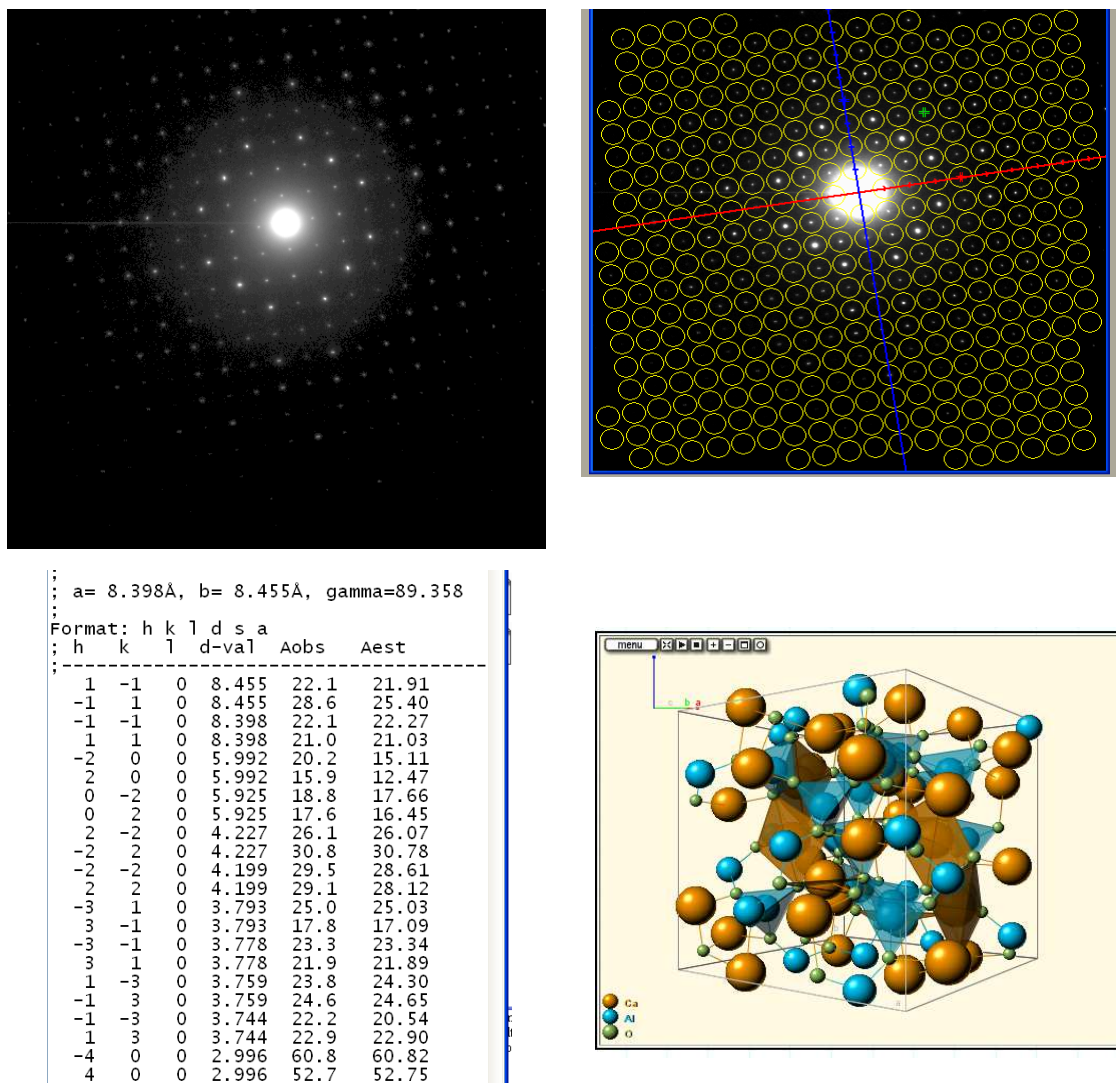 ; a= 8.398Å, b= 8.455Å, gamma=89.358
;
Format: h k l d s a
; h k l d-val Aobs Aest
;-----------------------------------------
1 -1 0 8.455 22.1 21.91
-1 1 0 8.455 28.6 25.40
-1 -1 0 8.398 22.1 22.27
1 1 0 8.398 21.0 21.03
-2 0 0 5.992 20.2 15.11
2 0 0 5.992 15.9 12.47
0 -2 0 5.925 18.8 17.66
0 2 0 5.925 17.6 16.45
2 -2 0 4.227 26.1 26.07
-2 2 0 4.227 30.8 30.78
-2 -2 0 4.199 29.5 28.61
2 2 0 4.199 29.1 28.12
-3 1 0 3.793 25.0 25.03
3 -1 0 3.793 17.8 17.09
-3 -1 0 3.778 23.3 23.34
3 1 0 3.778 21.9 21.89
1 -3 0 3.759 23.8 24.30
-1 3 0 3.759 24.6 24.65
-1 -3 0 3.744 22.2 20.54
1 3 0 3.744 22.9 22.90
-4 0 0 2.996 60.8 60.82
4 0 0 2.996 52.7 52.75
menu
c b a
a
Ca
Al
O